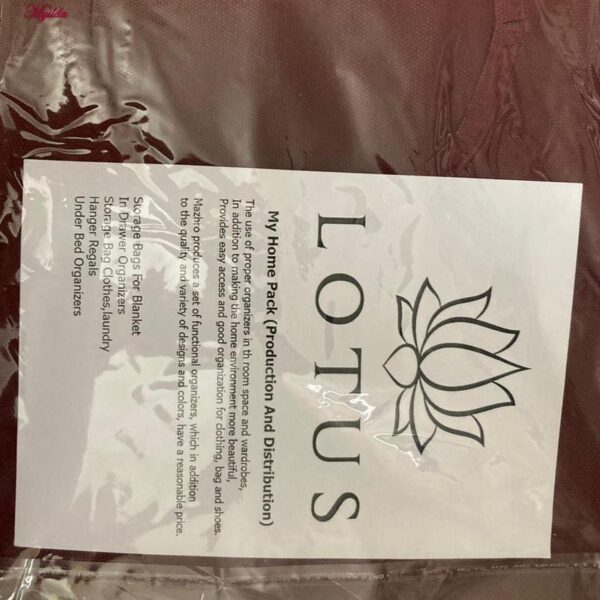 Mysida
LOTUS
My Home Pack (Production And Distribution)
The use of proper organizers in th room space and wardrobes,
In addition to making the home environment more beautiful,
Provides easy access and good organization for clothing, bag and shoes.
Mazhro produces a set of functional organizers, which in addition
to the quality and variety of designs and colors, have a reasonable price.
Storage Bags For Blanket
In Drawer Organizers
Storage Bag Clothes,laundry
Hanger Regals
Under Bed Organizers